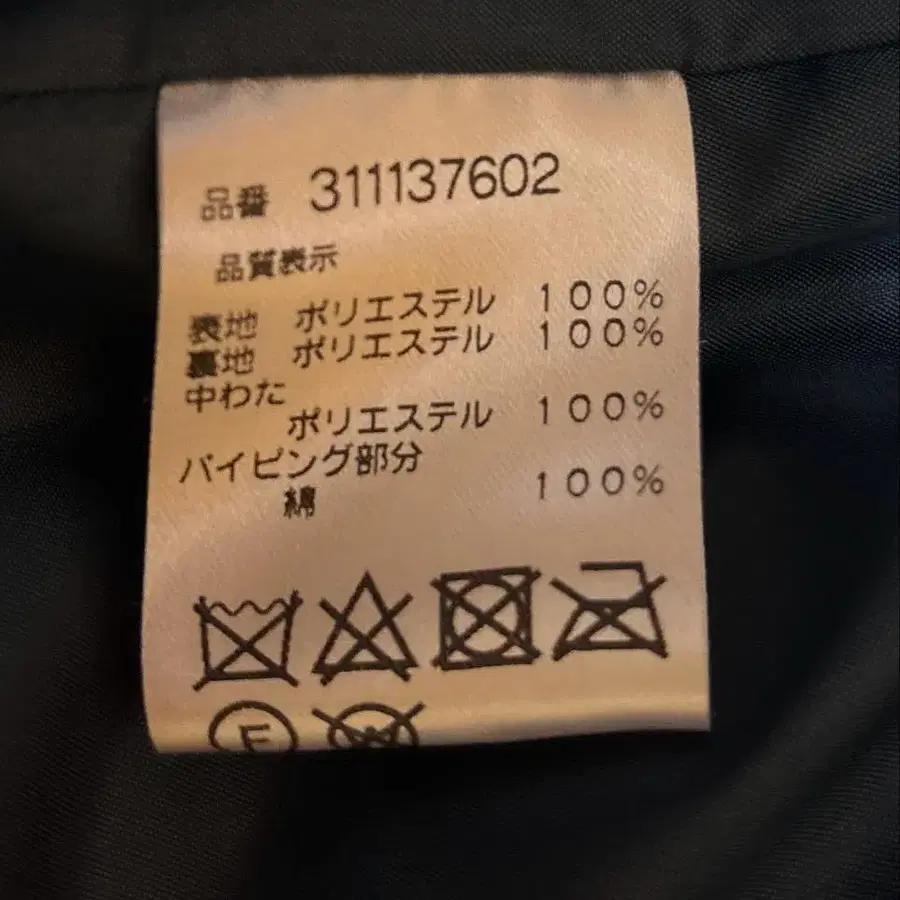 品番 311137602
品質表示
表地 ポリエステル 100%
裏地 ポリエステル 100%
中わた
ポリエステル 100%
パイピング部分
綿 100%
F
W